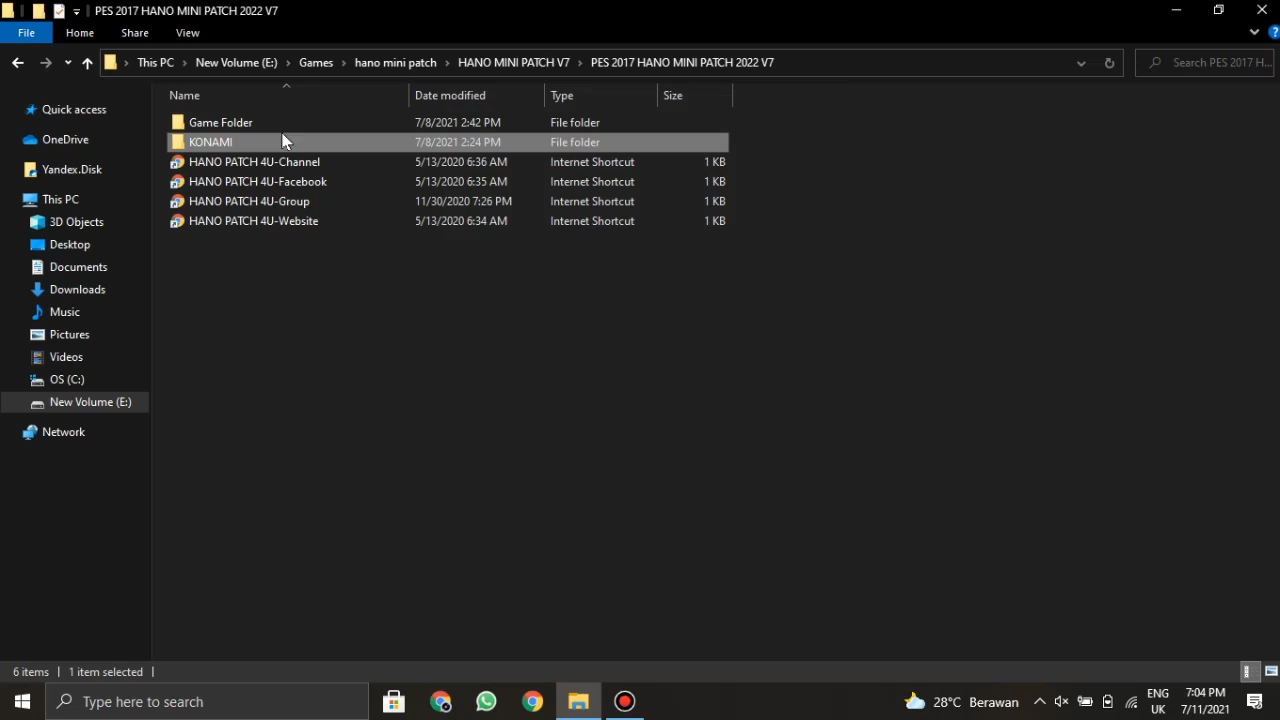 PES 2017 HANO MINI PATCH 2022 V7
File Home Share View
This PC New Volume (E:) Games hano mini patch HANO MINI PATCH V7 PES 2017 HANO MINI PATCH 2022 V7 Search PES 2017 H...
Name Date modified Type Size
Quick access
OneDrive
Yandex.Disk
This PC
3D Objects
Desktop
Documents
Downloads
Music
Pictures
Videos
OS (C:)
New Volume (E:)
Network
Game Folder 7/8/2021 2:42 PM File folder
KONAMI 7/8/2021 2:24 PM File folder
HANO PATCH 4U-Channel 5/13/2020 6:36 AM Internet Shortcut 1 KB
HANO PATCH 4U-Facebook 5/13/2020 6:35 AM Internet Shortcut 1 KB
HANO PATCH 4U-Group 11/30/2020 7:26 PM Internet Shortcut 1 KB
HANO PATCH 4U-Website 5/13/2020 6:34 AM Internet Shortcut 1 KB
6 items 1 item selected
Type here to search
28°C Berawan
ENG
UK
7:04 PM
7/11/2021